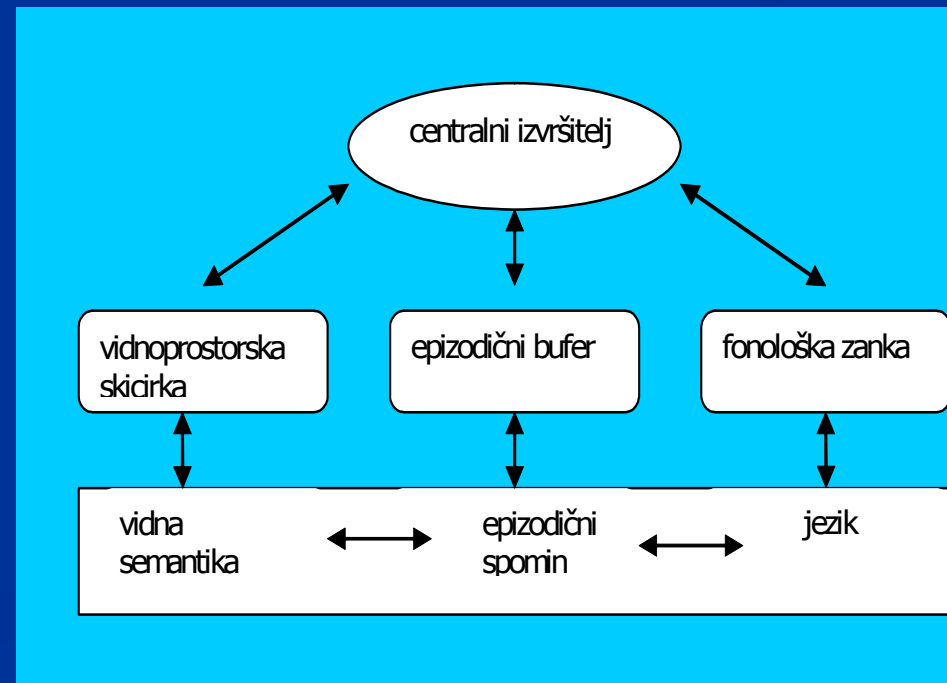 centralni izvršitelj
vidnoprostorska
skicirka
epizodični bufer
fonološka zanka
vidna
semantika
epizodični
spomin
jezik